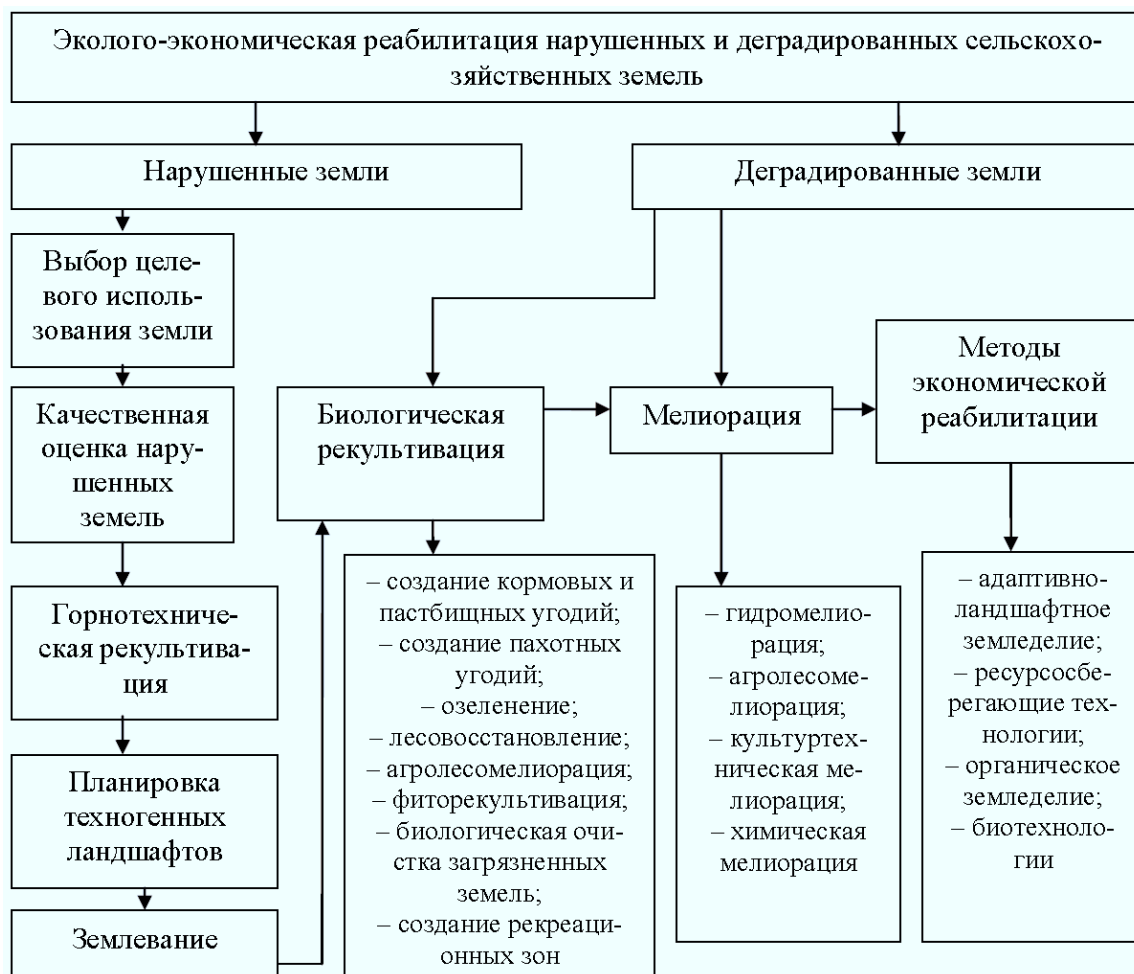 Эколого-экономическая реабилитация нарушенных и деградированных сельскохо-
зяйственных земель
Нарушенные земли
Деградированные земли
Выбор целе-
вого исполь-
зования земли
Качественная
оценка нару-
шенных
земель
Горнотехниче-
ская рекультива-
ция
Планировка
техногенных
ландшафтов
Землевание
Биологическая
рекультивация
– создание кормовых и
пастбищных угодий;
– создание пахотных
угодий;
– озеленение;
– лесовосстановление;
– агролесомелиорация;
– фиторекультивация;
– биологическая очи-
стка загрязненных
земель;
– создание рекреаци-
онных зон
Мелиорация
– гидромелио-
рация;
– агролесоме-
лиорация;
– культуртех-
ническая ме-
лиорация;
– химическая
мелиорация
Методы
экономической
реабилитации
– адаптивно-
ландшафтное
земледелие;
– ресурсосбе-
регающие тех-
нологии;
– органическое
земледелие;
– биотехноло-
гии